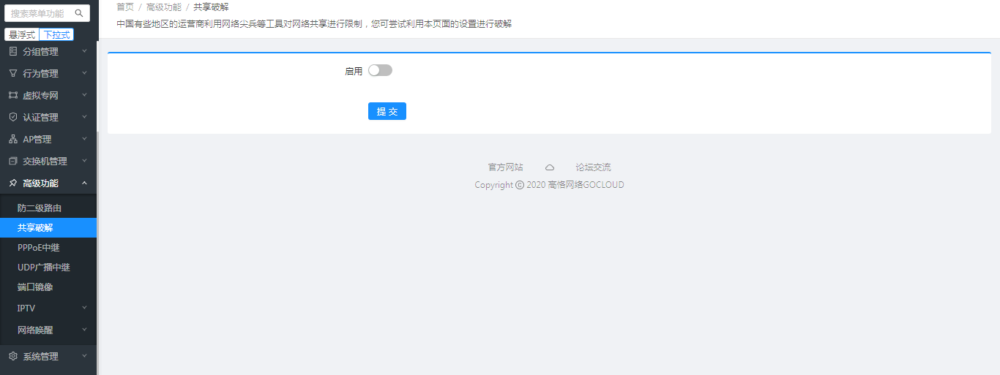 搜索菜单功能
悬浮式 下拉式
分组管理
行为管理
虚拟专网
认证管理
AP管理
交换机管理
高级功能
防二级路由
共享破解
PPPoE中继
UDP广播中继
端口镜像
IPTV
网络唤醒
系统管理
首页 / 高级功能 / 共享破解
中国有些地区的运营商利用网络尖兵等工具对网络共享进行限制，您可尝试利用本页面的设置进行破解
启用
提 交
官方网站 论坛交流
Copyright © 2020 高恪网络GOCLOUD